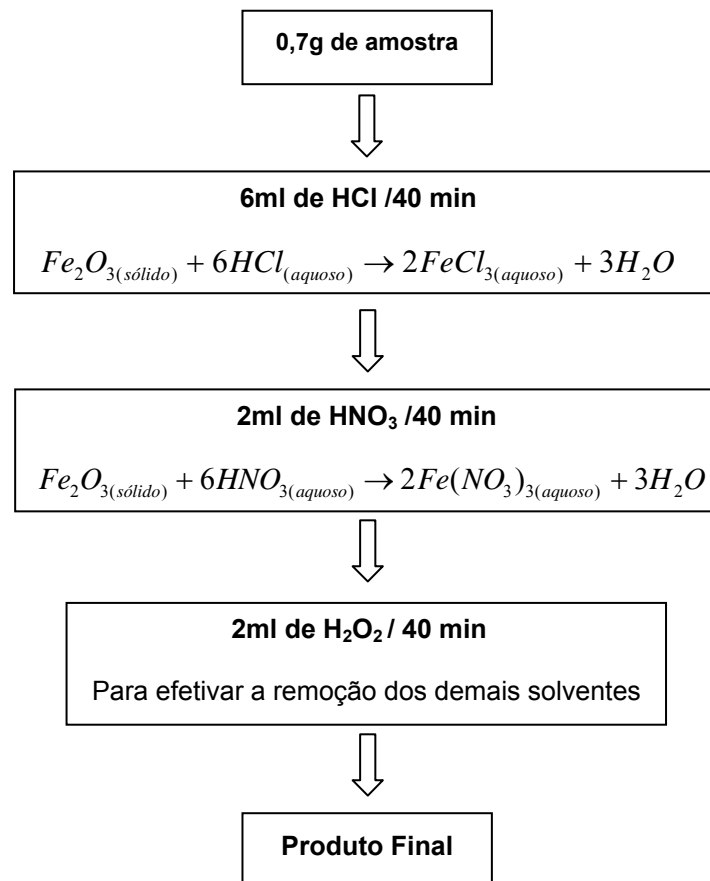 0,7g de amostra
6ml de HCl /40 min
Fe₂O₃(sólido) + 6HCl(aquoso) → 2FeCl₃(aquoso) + 3H₂O
2ml de HNO₃ /40 min
Fe₂O₃(sólido) + 6HNO₃(aquoso) → 2Fe(NO₃)₃(aquoso) + 3H₂O
2ml de H₂O₂ / 40 min
Para efetivar a remoção dos demais solventes
Produto Final